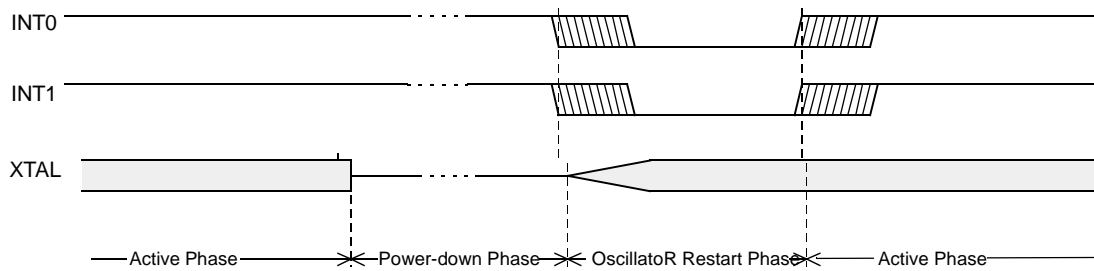 INT0
INT1
XTAL
Active Phase Power-down Phase OscillatoR Restart Phase Active Phase